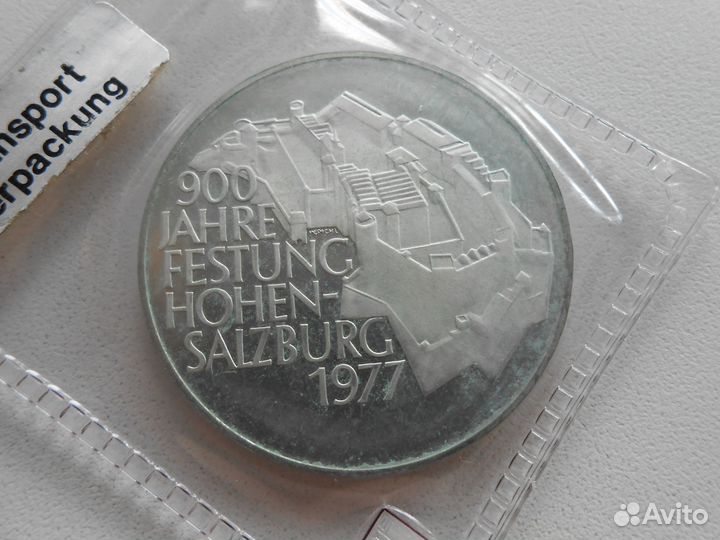 nsport
erpackung
900
JAHRE
FESTUNG
HOHEN-
SALZBURG
1977
Avito